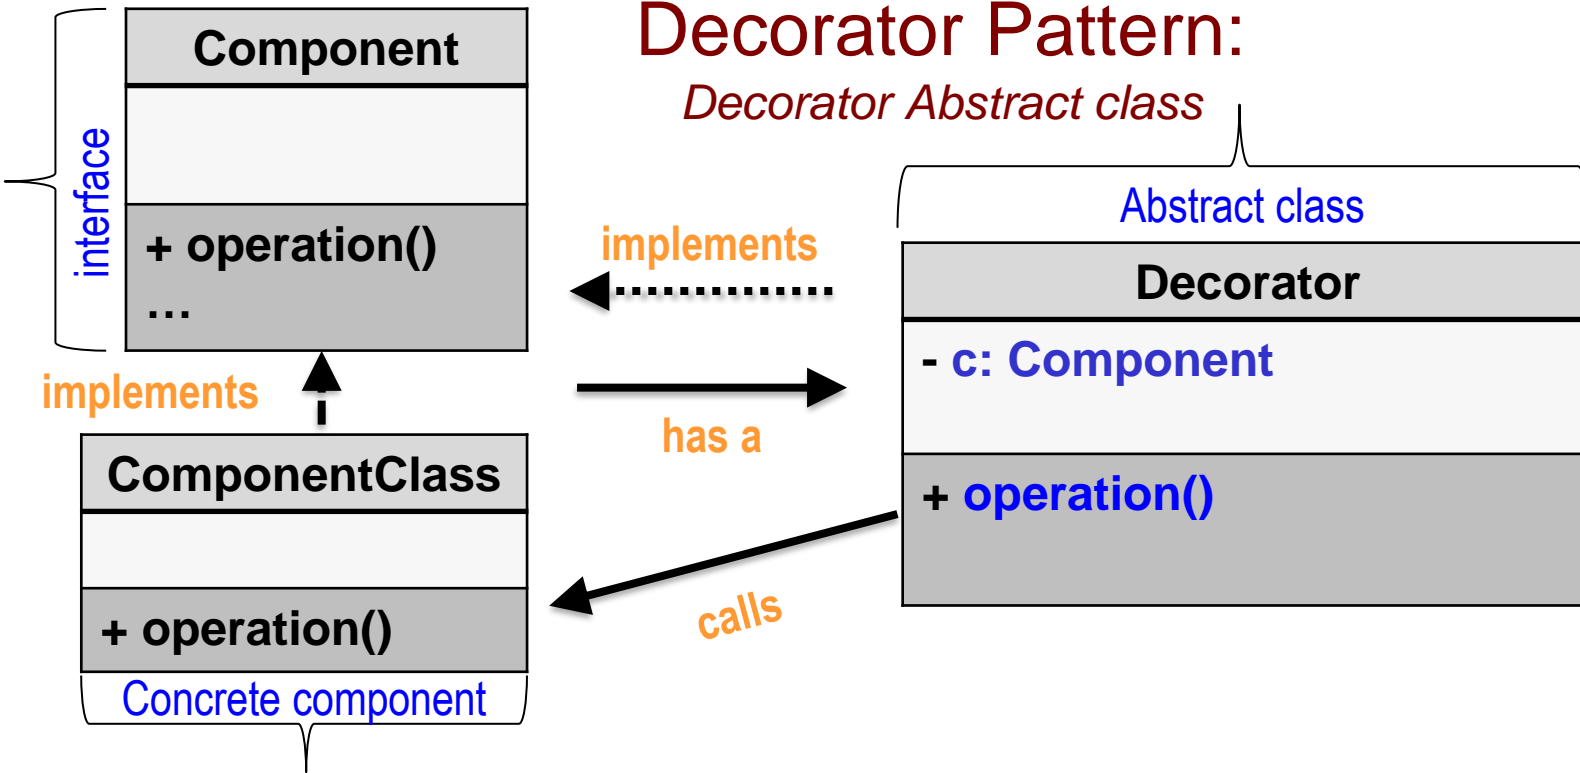 Decorator Pattern:
Decorator Abstract class
Component
interface
+ operation()
...
implements
ComponentClass
+ operation()
Concrete component
implements
has a
calls
Abstract class
Decorator
- c: Component
+ operation()